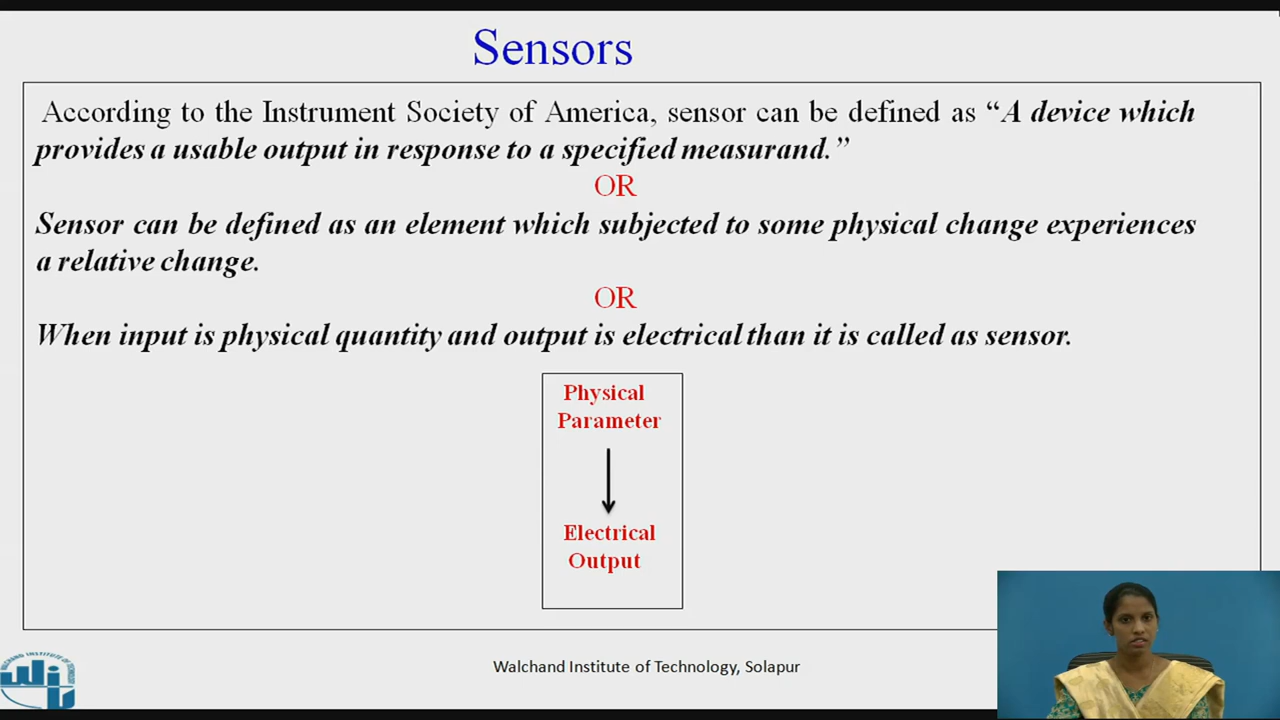 Sensors
According to the Instrument Society of America, sensor can be defined as “A device which
provides a usable output in response to a specified measurand.”
OR
Sensor can be defined as an element which subjected to some physical change experiences
a relative change.
OR
When input is physical quantity and output is electrical than it is called as sensor.
Physical
Parameter
Electrical
Output
Walchand Institute of Technology, Solapur